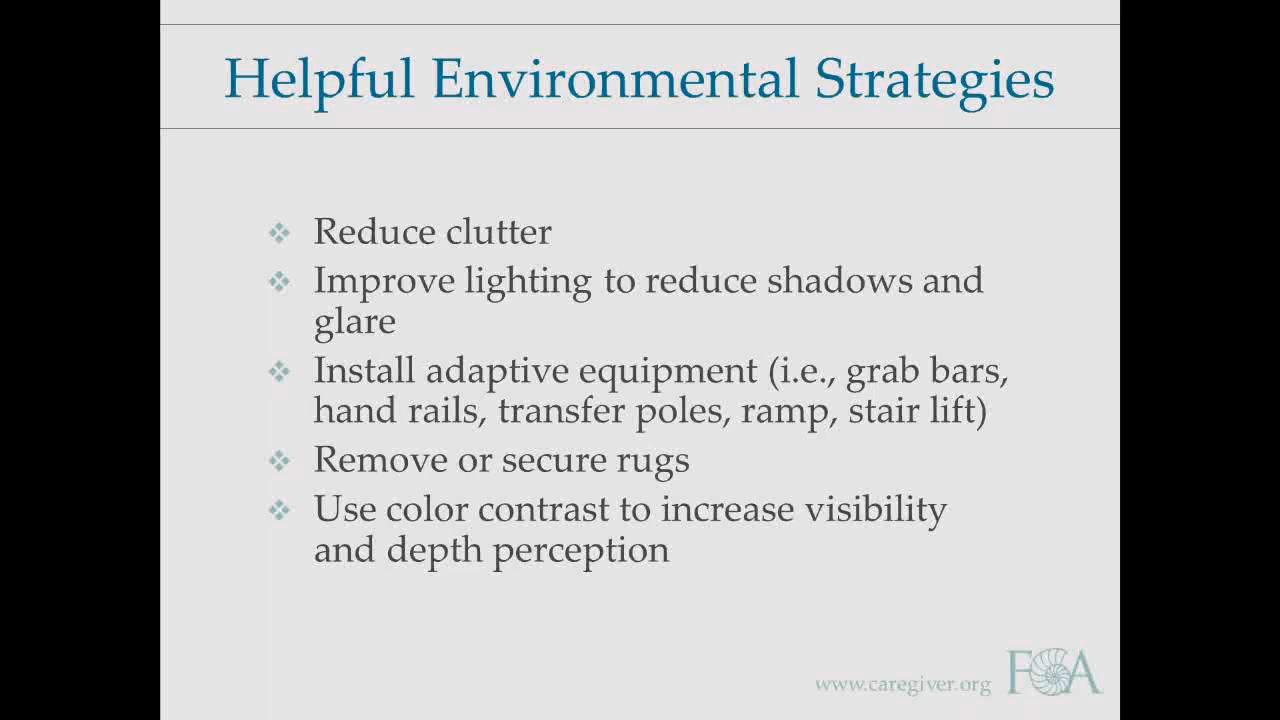 Helpful Environmental Strategies
Reduce clutter
Improve lighting to reduce shadows and
glare
Install adaptive equipment (i.e., grab bars,
hand rails, transfer poles, ramp, stair lift)
Remove or secure rugs
Use color contrast to increase visibility
and depth perception
www.caregiver.org
FCA